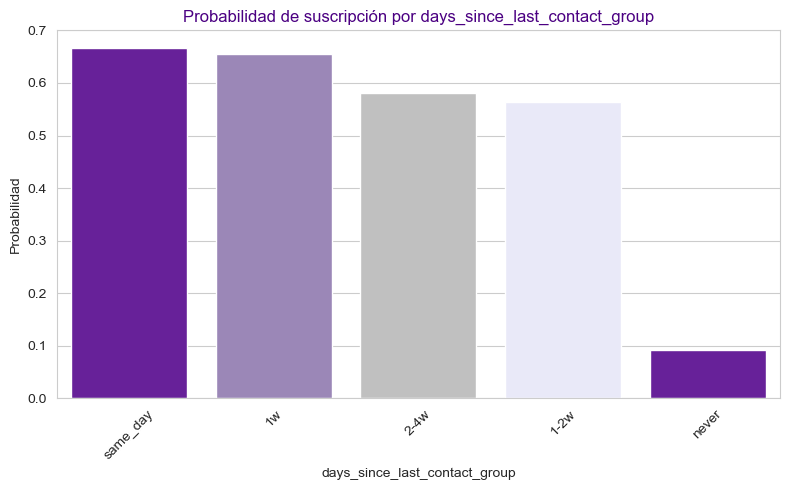 Probabilidad de suscripción por days_since_last_contact_group
Probabilidad
0.7
0.6
0.5
0.4
0.3
0.2
0.1
0.0
same_day
1w
2-4w
1-2w
never
days_since_last_contact_group